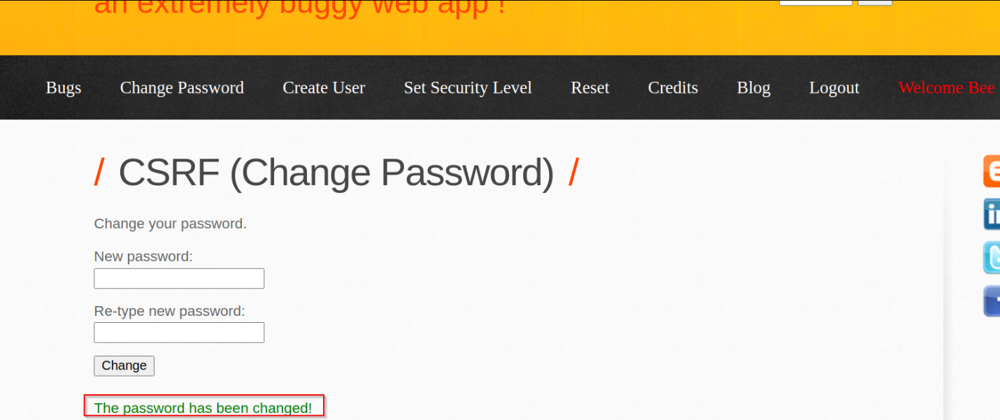 an extremely buggy web app !
Bugs Change Password Create User Set Security Level Reset Credits Blog Logout Welcome Bee
/ CSRF (Change Password) /
Change your password.
New password:
Re-type new password:
Change
The password has been changed!
in